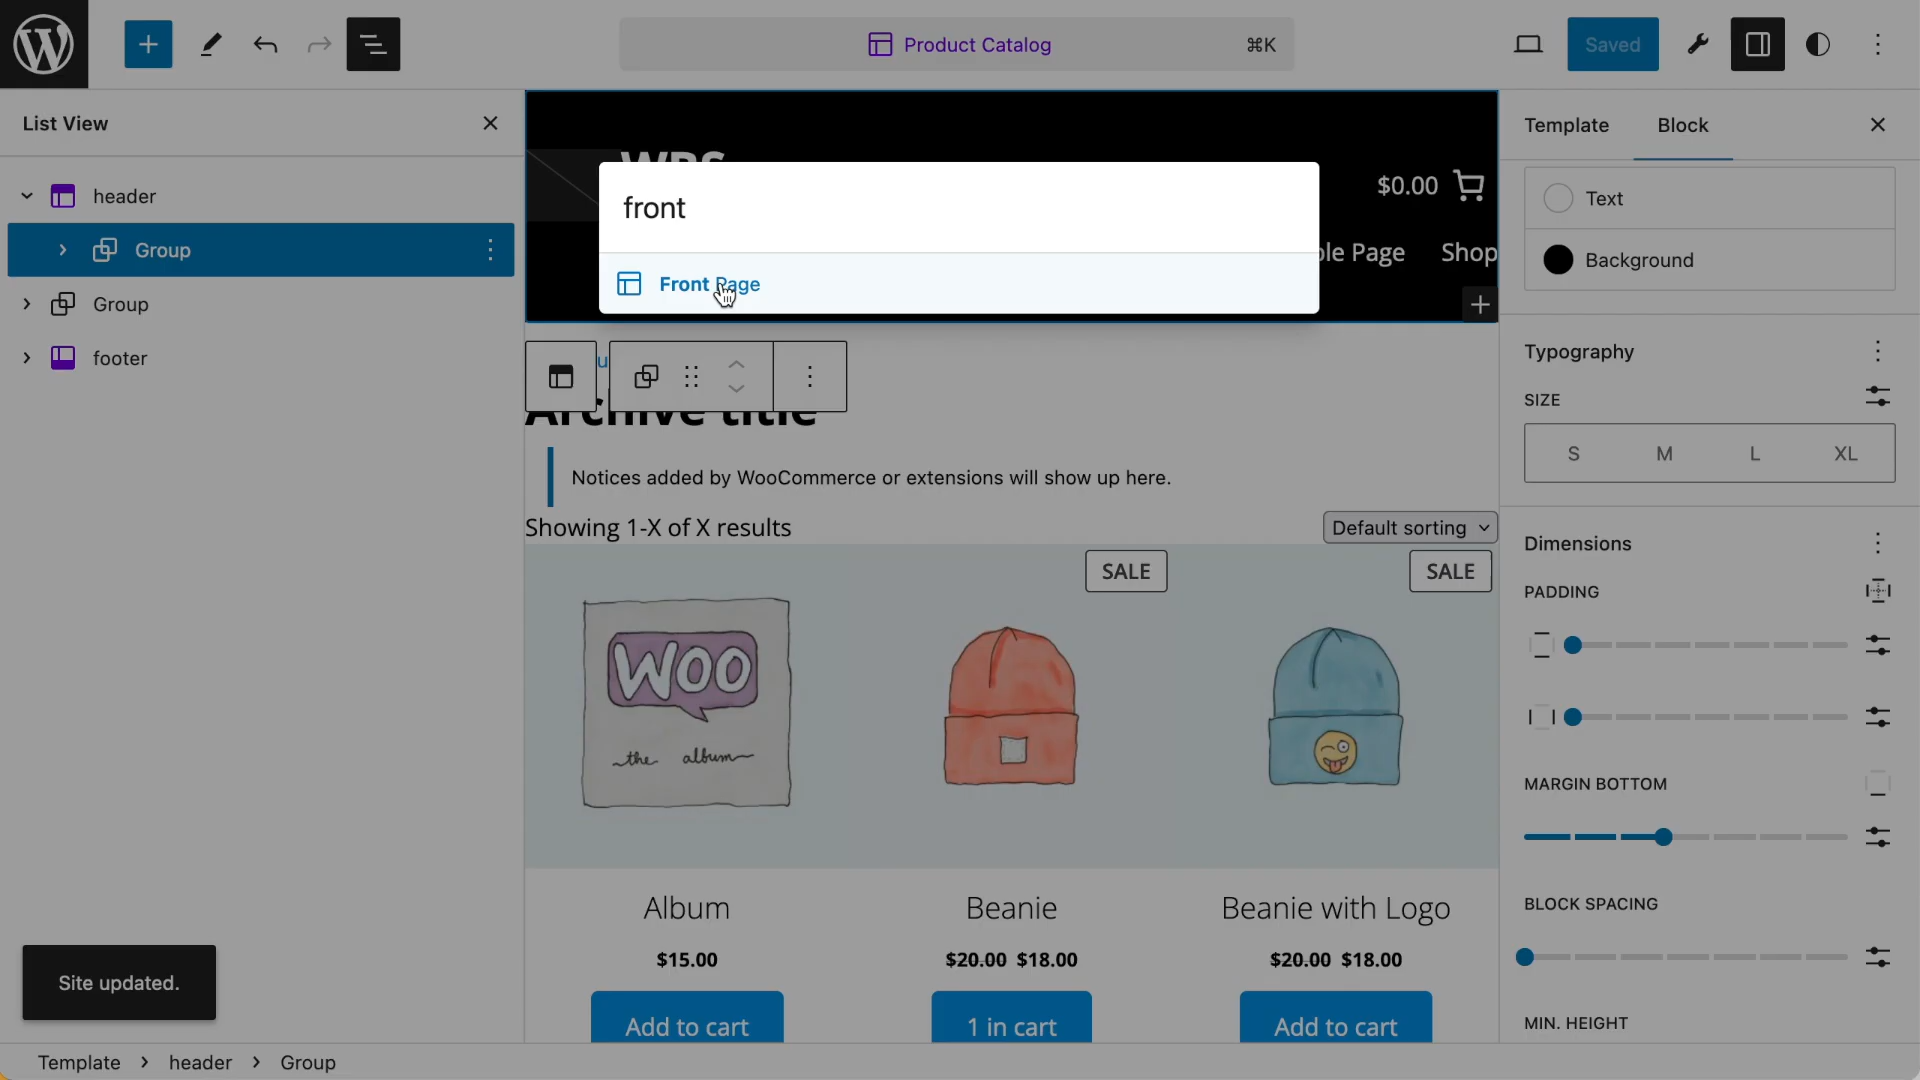 Product Catalog
⌘K
Saved
List View
header
Group
Group
footer
front
Front Page
$0.00
ple Page
Shop
Archive title
Notices added by WooCommerce or extensions will show up here.
Showing 1-X of X results
Default sorting
SALE
SALE
WOO
the album
Album
Beanie
Beanie with Logo
$15.00
$20.00 $18.00
$20.00 $18.00
Add to cart
1 in cart
Add to cart
Site updated.
Template
Block
Text
Background
Typography
SIZE
S M L XL
Dimensions
PADDING
MARGIN BOTTOM
BLOCK SPACING
MIN. HEIGHT
Template > header > Group